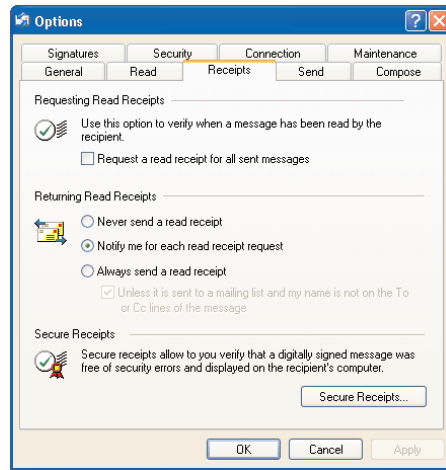 Options
Signatures Security Connection Maintenance
General Read Receipts Send Compose
Requesting Read Receipts
Use this option to verify when a message has been read by the
recipient.
Request a read receipt for all sent messages
Returning Read Receipts
Never send a read receipt
Notify me for each read receipt request
Always send a read receipt
Unless it is sent to a mailing list and my name is not on the To
or Cc lines of the message
Secure Receipts
Secure receipts allow to you verify that a digitally signed message was
free of security errors and displayed on the recipient's computer.
Secure Receipts...
OK Cancel Apply